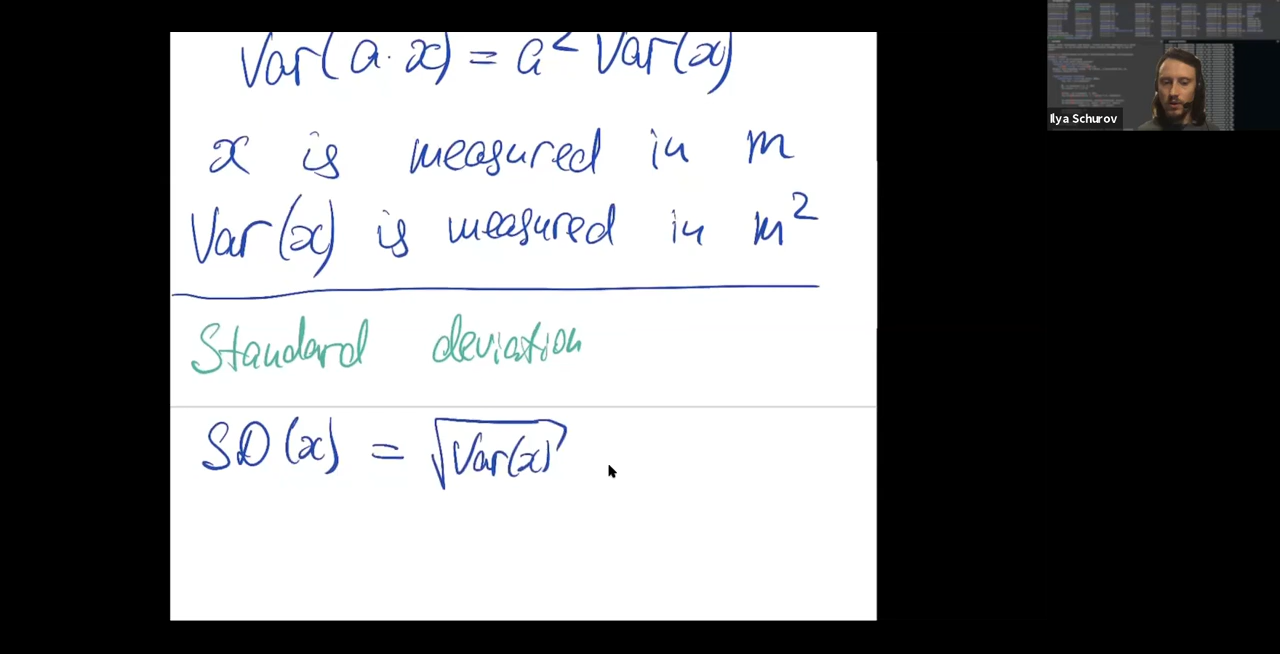 Var(a·x) = a² Var(x)
x is measured in m
Var(x) is measured in m²
Standard deviation
SD(x) = √Var(x)
Ilya Schurov